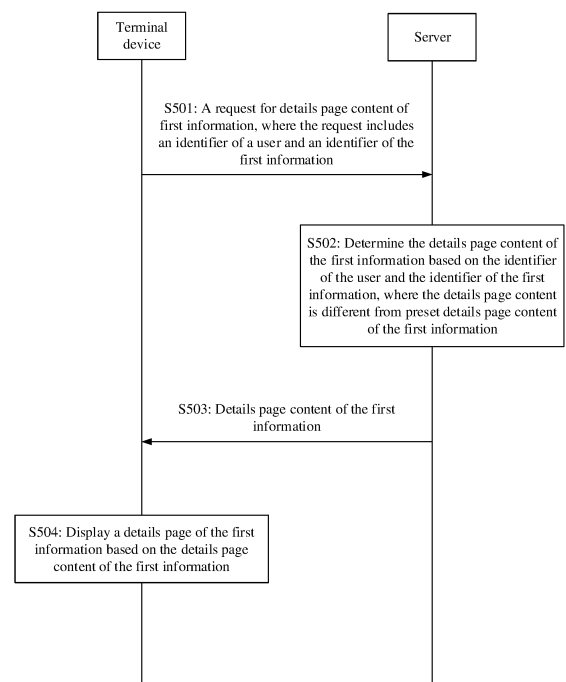 Terminal
device
Server
S501: A request for details page content of
first information, where the request includes
an identifier of a user and an identifier of the
first information
S502: Determine the details page content of
the first information based on the identifier
of the user and the identifier of the first
information, where the details page content
is different from preset details page content
of the first information
S503: Details page content of the first
information
S504: Display a details page of the first
information based on the details page
content of the first information